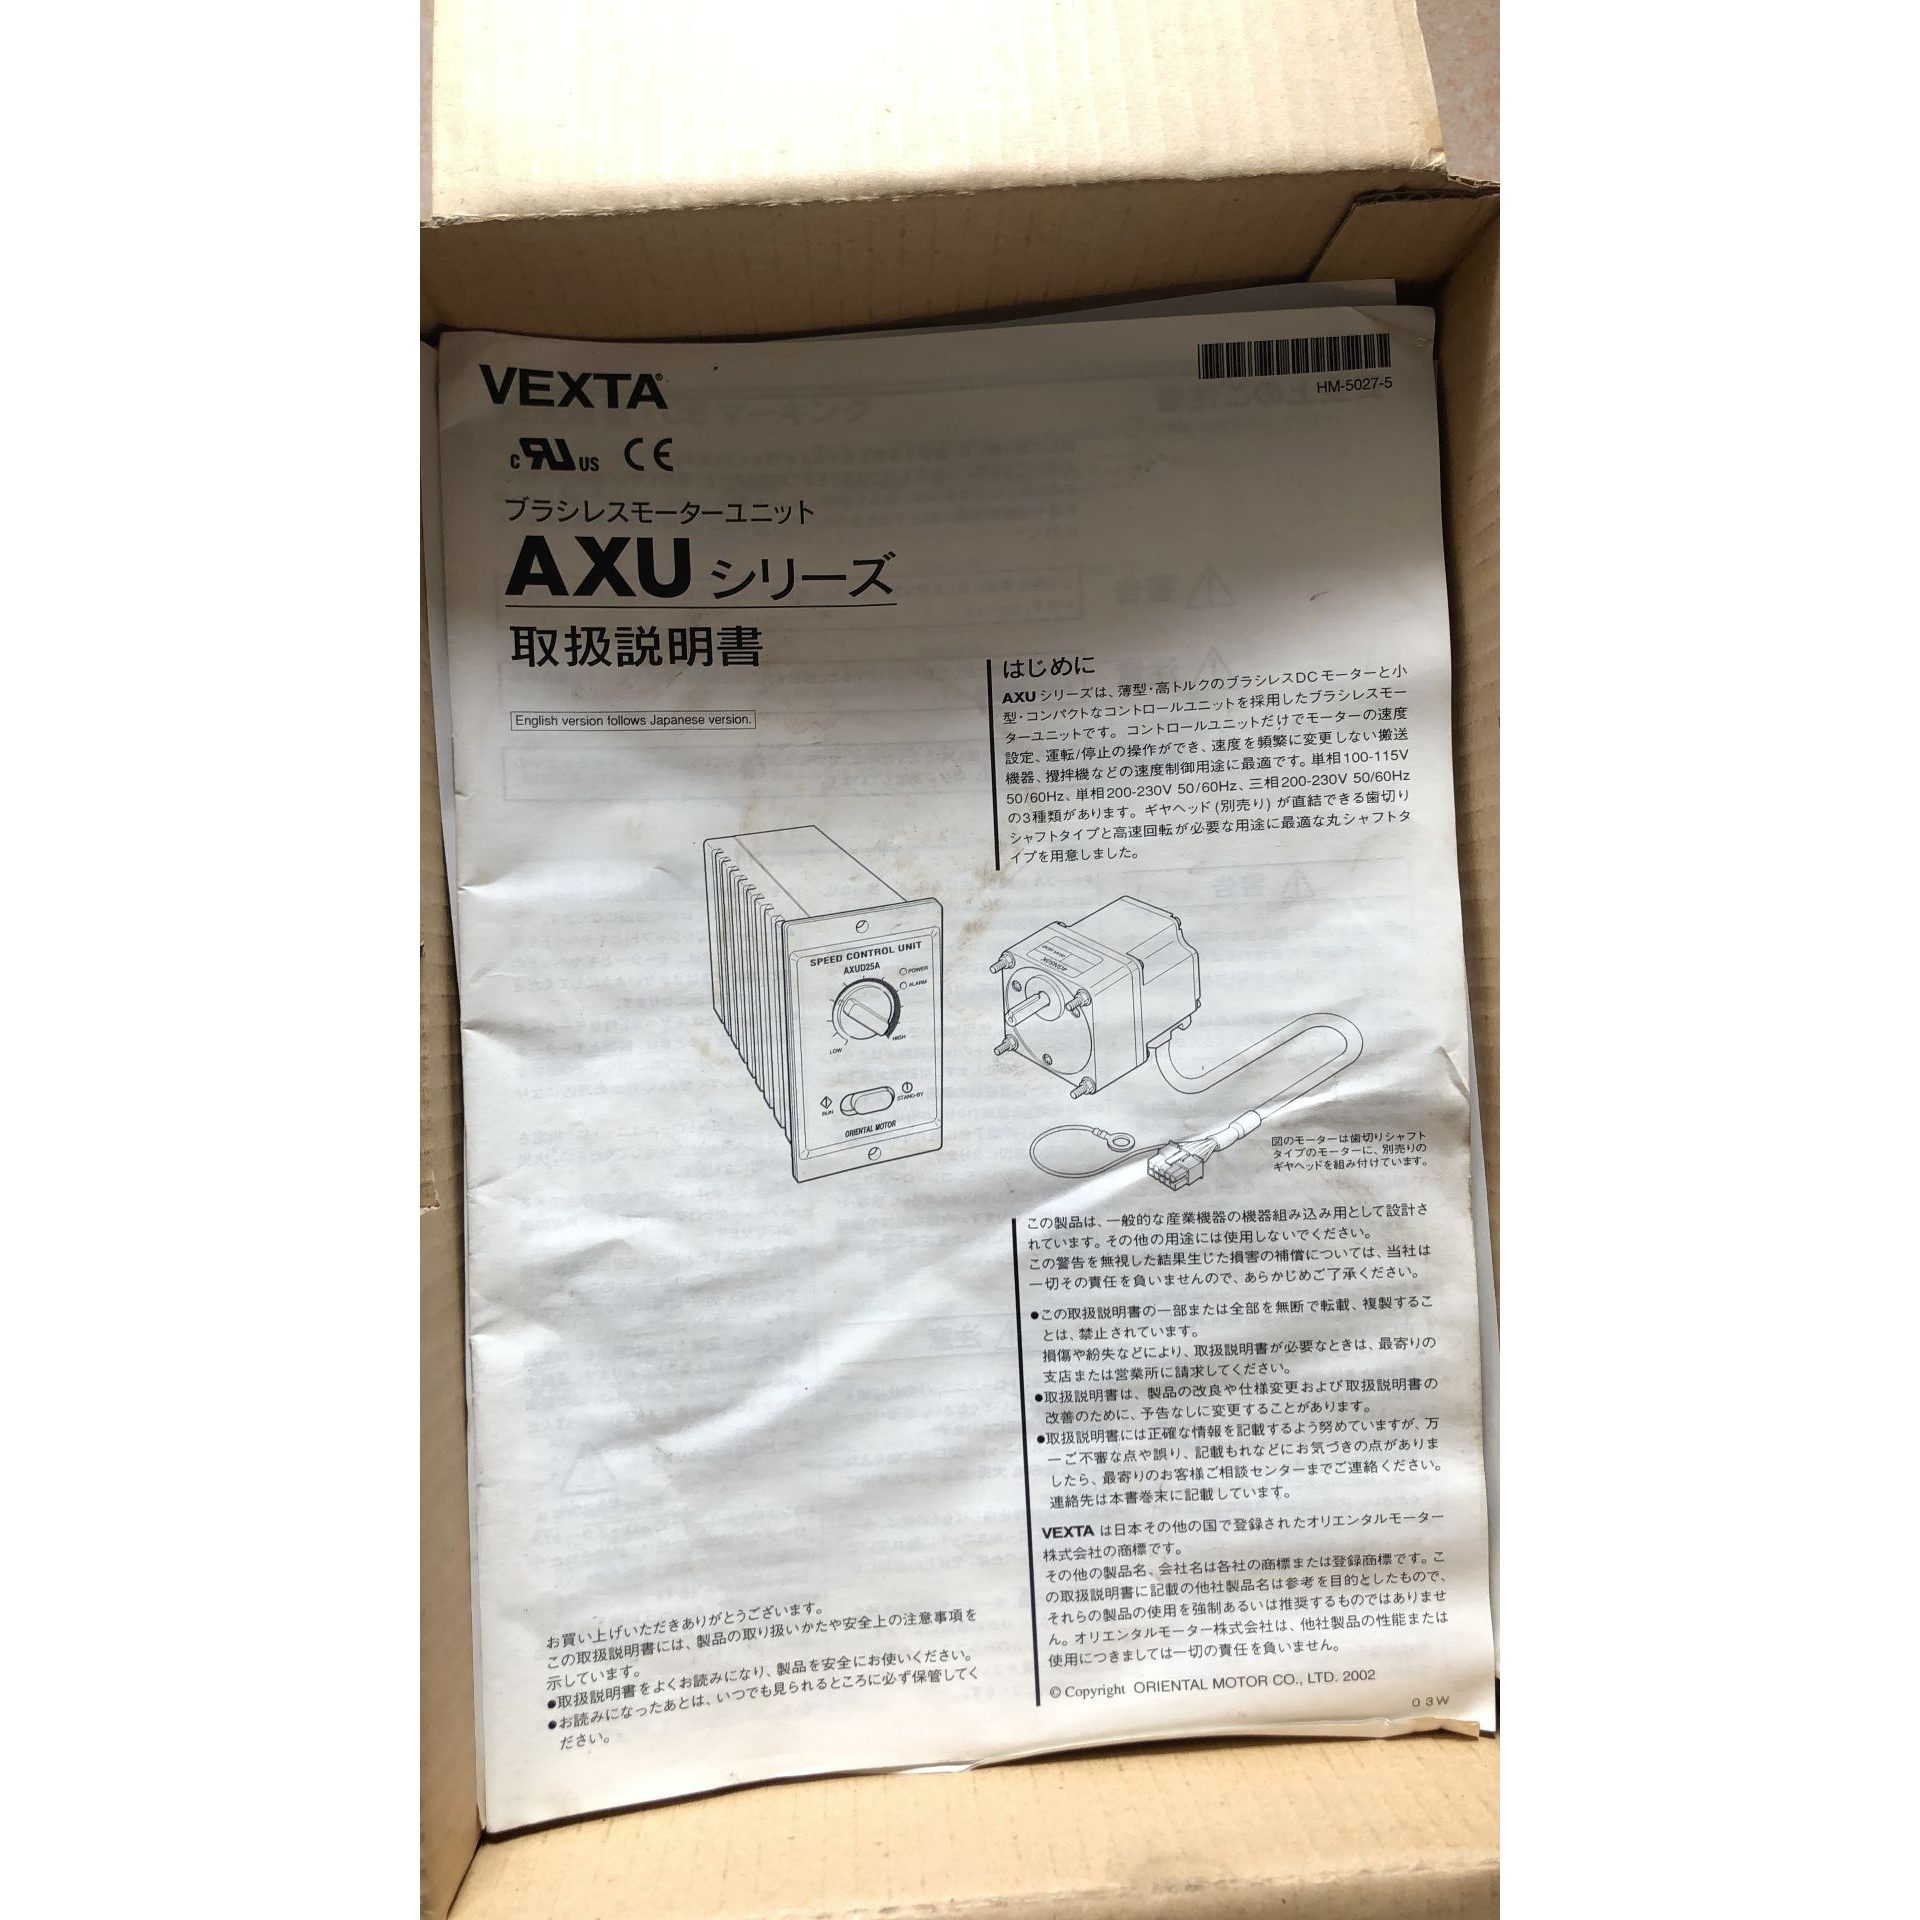 VEXTA®
HM-5027-5
c RU US CE
ブラシレスモーターユニット
AXU シリーズ
取扱説明書
English version follows Japanese version.
はじめに
AXU シリーズは、薄型・高トルクのブラシレスDCモーターと小
型・コンパクトなコントロールユニットを採用したブラシレスモー
ターユニットです。コントロールユニットだけでモーターの速度
設定、運転/停止の操作ができ、速度を頻繁に変更しない搬送
機器、攪拌機などの速度制御用途に最適です。単相100-115V
50/60Hz、単相200-230V 50/60Hz、三相200-230V 50/60Hz
の3種類があります。ギヤヘッド(別売り)が直結できる歯切り
シャフトタイプと高速回転が必要な用途に最適な丸シャフトタ
イプを用意しました。
SPEED CONTROL UNIT
AXUD25A
POWER
ALARM
LOW
HIGH
RUN
STAND-BY
ORIENTAL MOTOR
図のモーターは歯切りシャフト
タイプのモーターに、別売りの
ギヤヘッドを組み付けています。
この製品は、一般的な産業機器の機器組み込み用として設計さ
れています。その他の用途には使用しないでください。
この警告を無視した結果生じた損害の補償については、当社は
一切その責任を負いませんので、あらかじめご了承ください。
●この取扱説明書の一部または全部を無断で転載、複製するこ
とは、禁止されています。
損傷や紛失などにより、取扱説明書が必要なときは、最寄りの
支店または営業所に請求してください。
●取扱説明書は、製品の改良や仕様変更および取扱説明書の
改善のために、予告なしに変更することがあります。
●取扱説明書には正確な情報を記載するよう努めていますが、万
一ご不審な点や誤り、記載もれなどにお気づきの点がありま
したら、最寄りのお客様ご相談センターまでご連絡ください。
連絡先は本書巻末に記載しています。
VEXTA は日本その他の国で登録されたオリエンタルモーター
株式会社の商標です。
その他の製品名、会社名は各社の商標または登録商標です。こ
の取扱説明書に記載の他社製品名は参考を目的としたもので、
それらの製品の使用を強制あるいは推奨するものではありませ
ん。オリエンタルモーター株式会社は、他社製品の性能または
使用につきましては一切の責任を負いません。
© Copyright ORIENTAL MOTOR CO., LTD. 2002
03W
お買い上げいただきありがとうございます。
この取扱説明書には、製品の取り扱いかたや安全上の注意事項を
示しています。
●取扱説明書をよくお読みになり、製品を安全にお使いください。
●お読みになったあとは、いつでも見られるところに必ず保管してく
ださい。